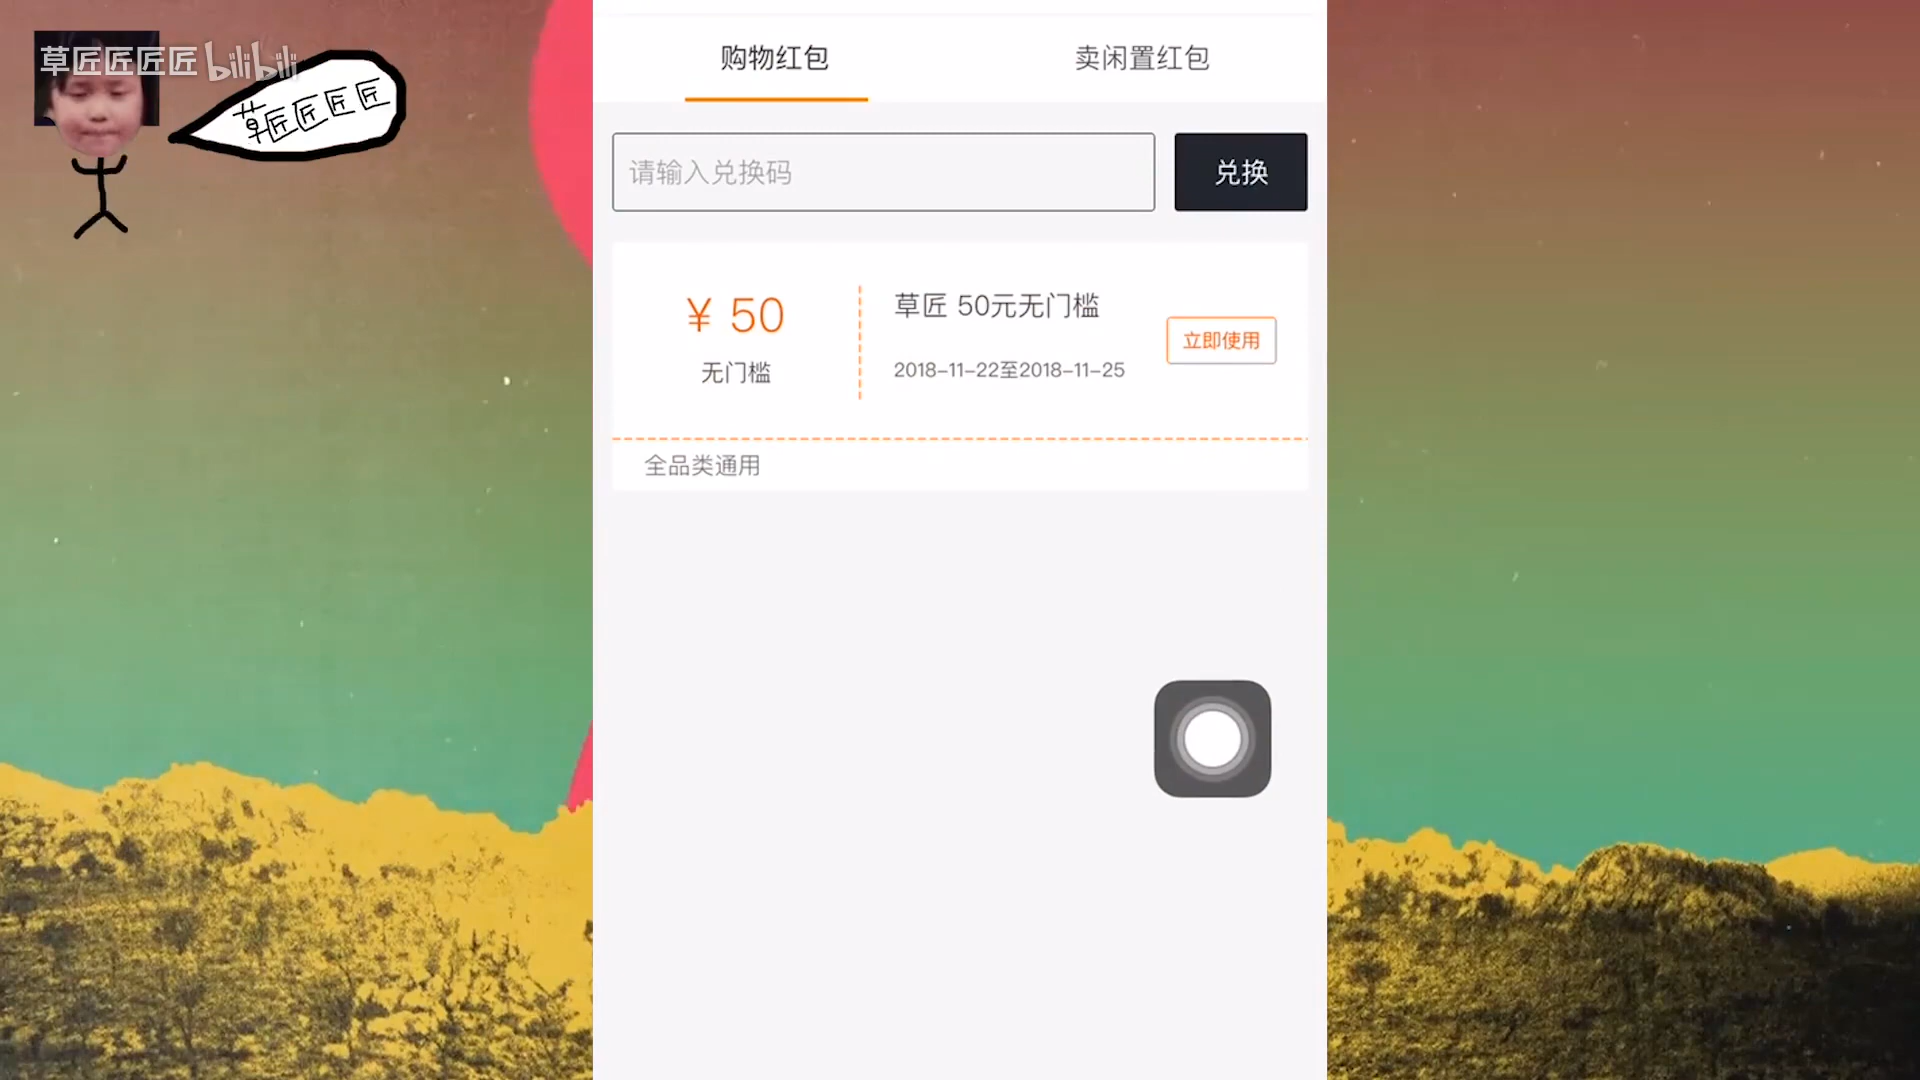 草匠匠匠匠 bilibili
草匠匠匠匠
购物红包
卖闲置红包
请输入兑换码
兑换
¥ 50
无门槛
草匠 50元无门槛
2018-11-22至2018-11-25
立即使用
全品类通用